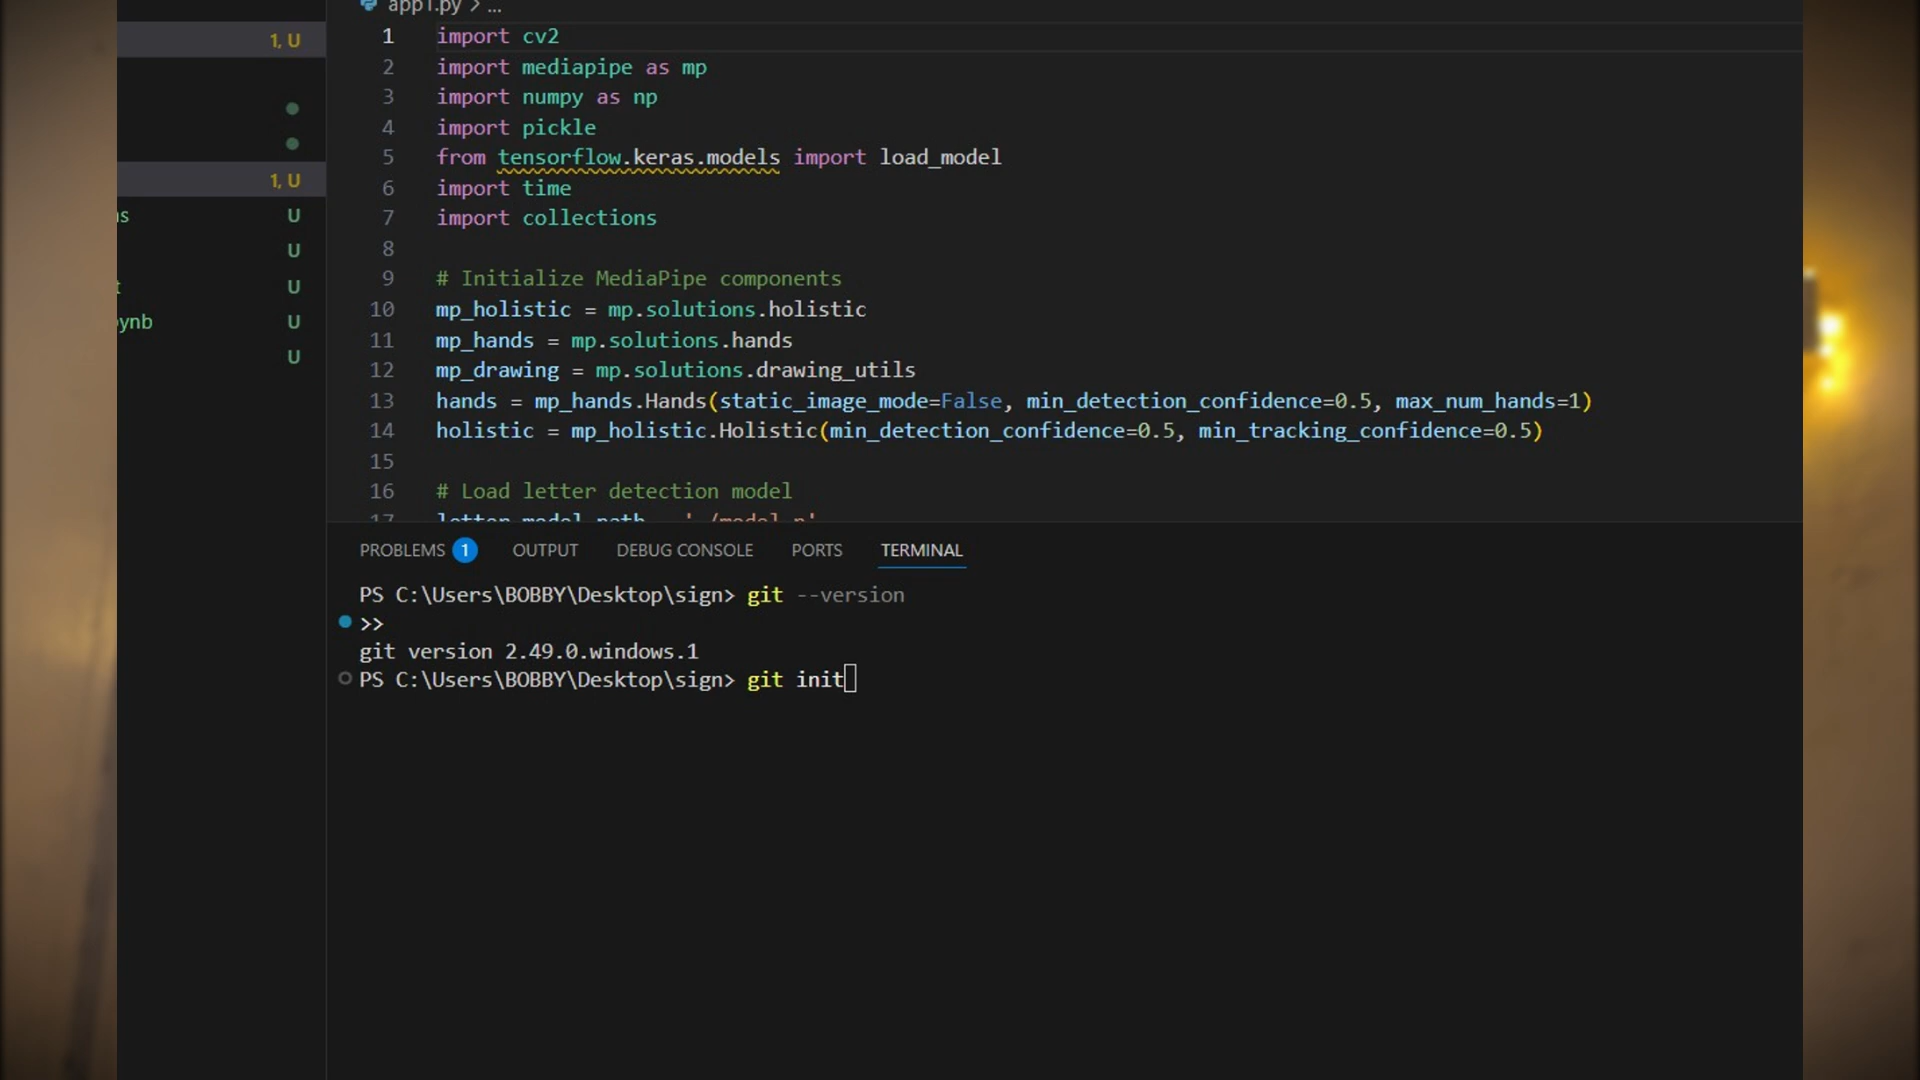 app1.py > ...
1, U
1, U
ns U
U
t U
ynb U
U
1 import cv2
2 import mediapipe as mp
3 import numpy as np
4 import pickle
5 from tensorflow.keras.models import load_model
6 import time
7 import collections
8
9 # Initialize MediaPipe components
10 mp_holistic = mp.solutions.holistic
11 mp_hands = mp.solutions.hands
12 mp_drawing = mp.solutions.drawing_utils
13 hands = mp_hands.Hands(static_image_mode=False, min_detection_confidence=0.5, max_num_hands=1)
14 holistic = mp_holistic.Holistic(min_detection_confidence=0.5, min_tracking_confidence=0.5)
15
16 # Load letter detection model
17 letter_model_path = './model.p'
PROBLEMS 1 OUTPUT DEBUG CONSOLE PORTS TERMINAL
PS C:\Users\BOBBY\Desktop\sign> git --version
>>
git version 2.49.0.windows.1
PS C:\Users\BOBBY\Desktop\sign> git init